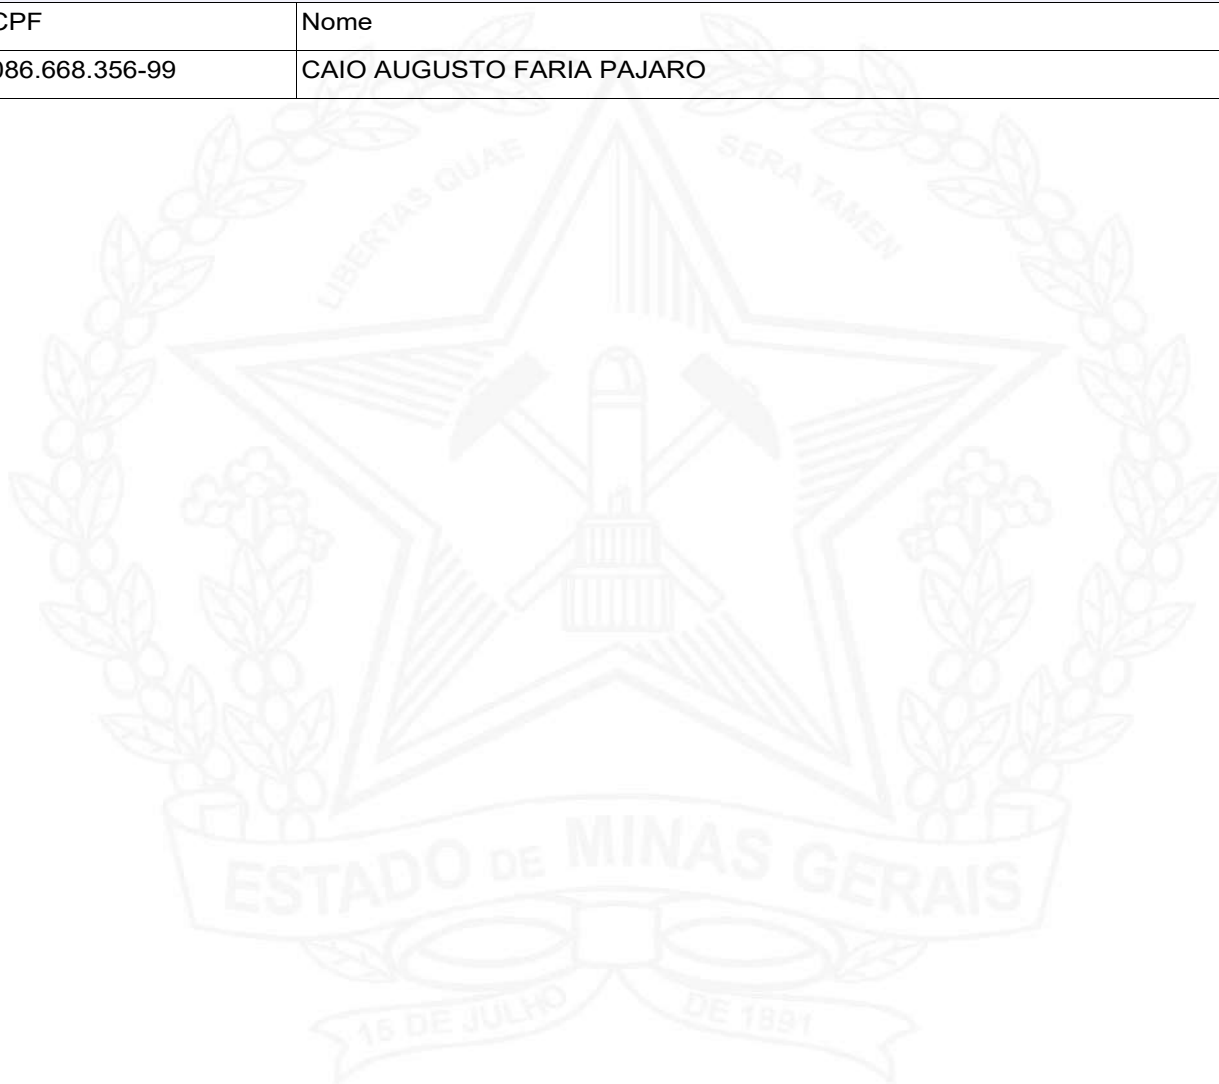 CPF Nome
086.668.356-99 CAIO AUGUSTO FARIA PAJARO
LIBERTAS QUAE SERA TAMEN
ESTADO DE MINAS GERAIS
15 DE JULHO DE 1891